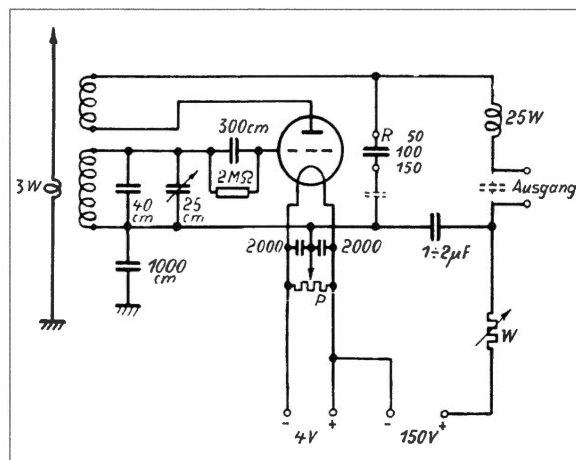 R 50
100
150
25W
300cm
2MΩ
3W
40
cm
25
cm
Ausgang
2000
2000
1÷2µF
1000
cm
P
W
- 4V +
- 150V +